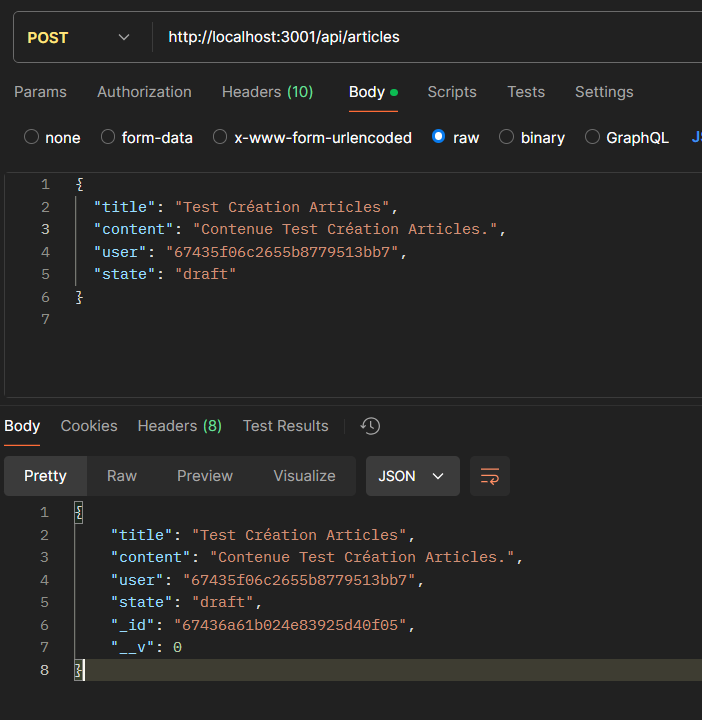 POST http://localhost:3001/api/articles
Params Authorization Headers (10) Body Scripts Tests Settings
none form-data x-www-form-urlencoded raw binary GraphQL JS
1 {
2 "title": "Test Création Articles",
3 "content": "Contenue Test Création Articles.",
4 "user": "67435f06c2655b8779513bb7",
5 "state": "draft"
6 }
7
Body Cookies Headers (8) Test Results
Pretty Raw Preview Visualize JSON
1 {
2 "title": "Test Création Articles",
3 "content": "Contenue Test Création Articles.",
4 "user": "67435f06c2655b8779513bb7",
5 "state": "draft",
6 "_id": "67436a61b024e83925d40f05",
7 "__v": 0
8 }